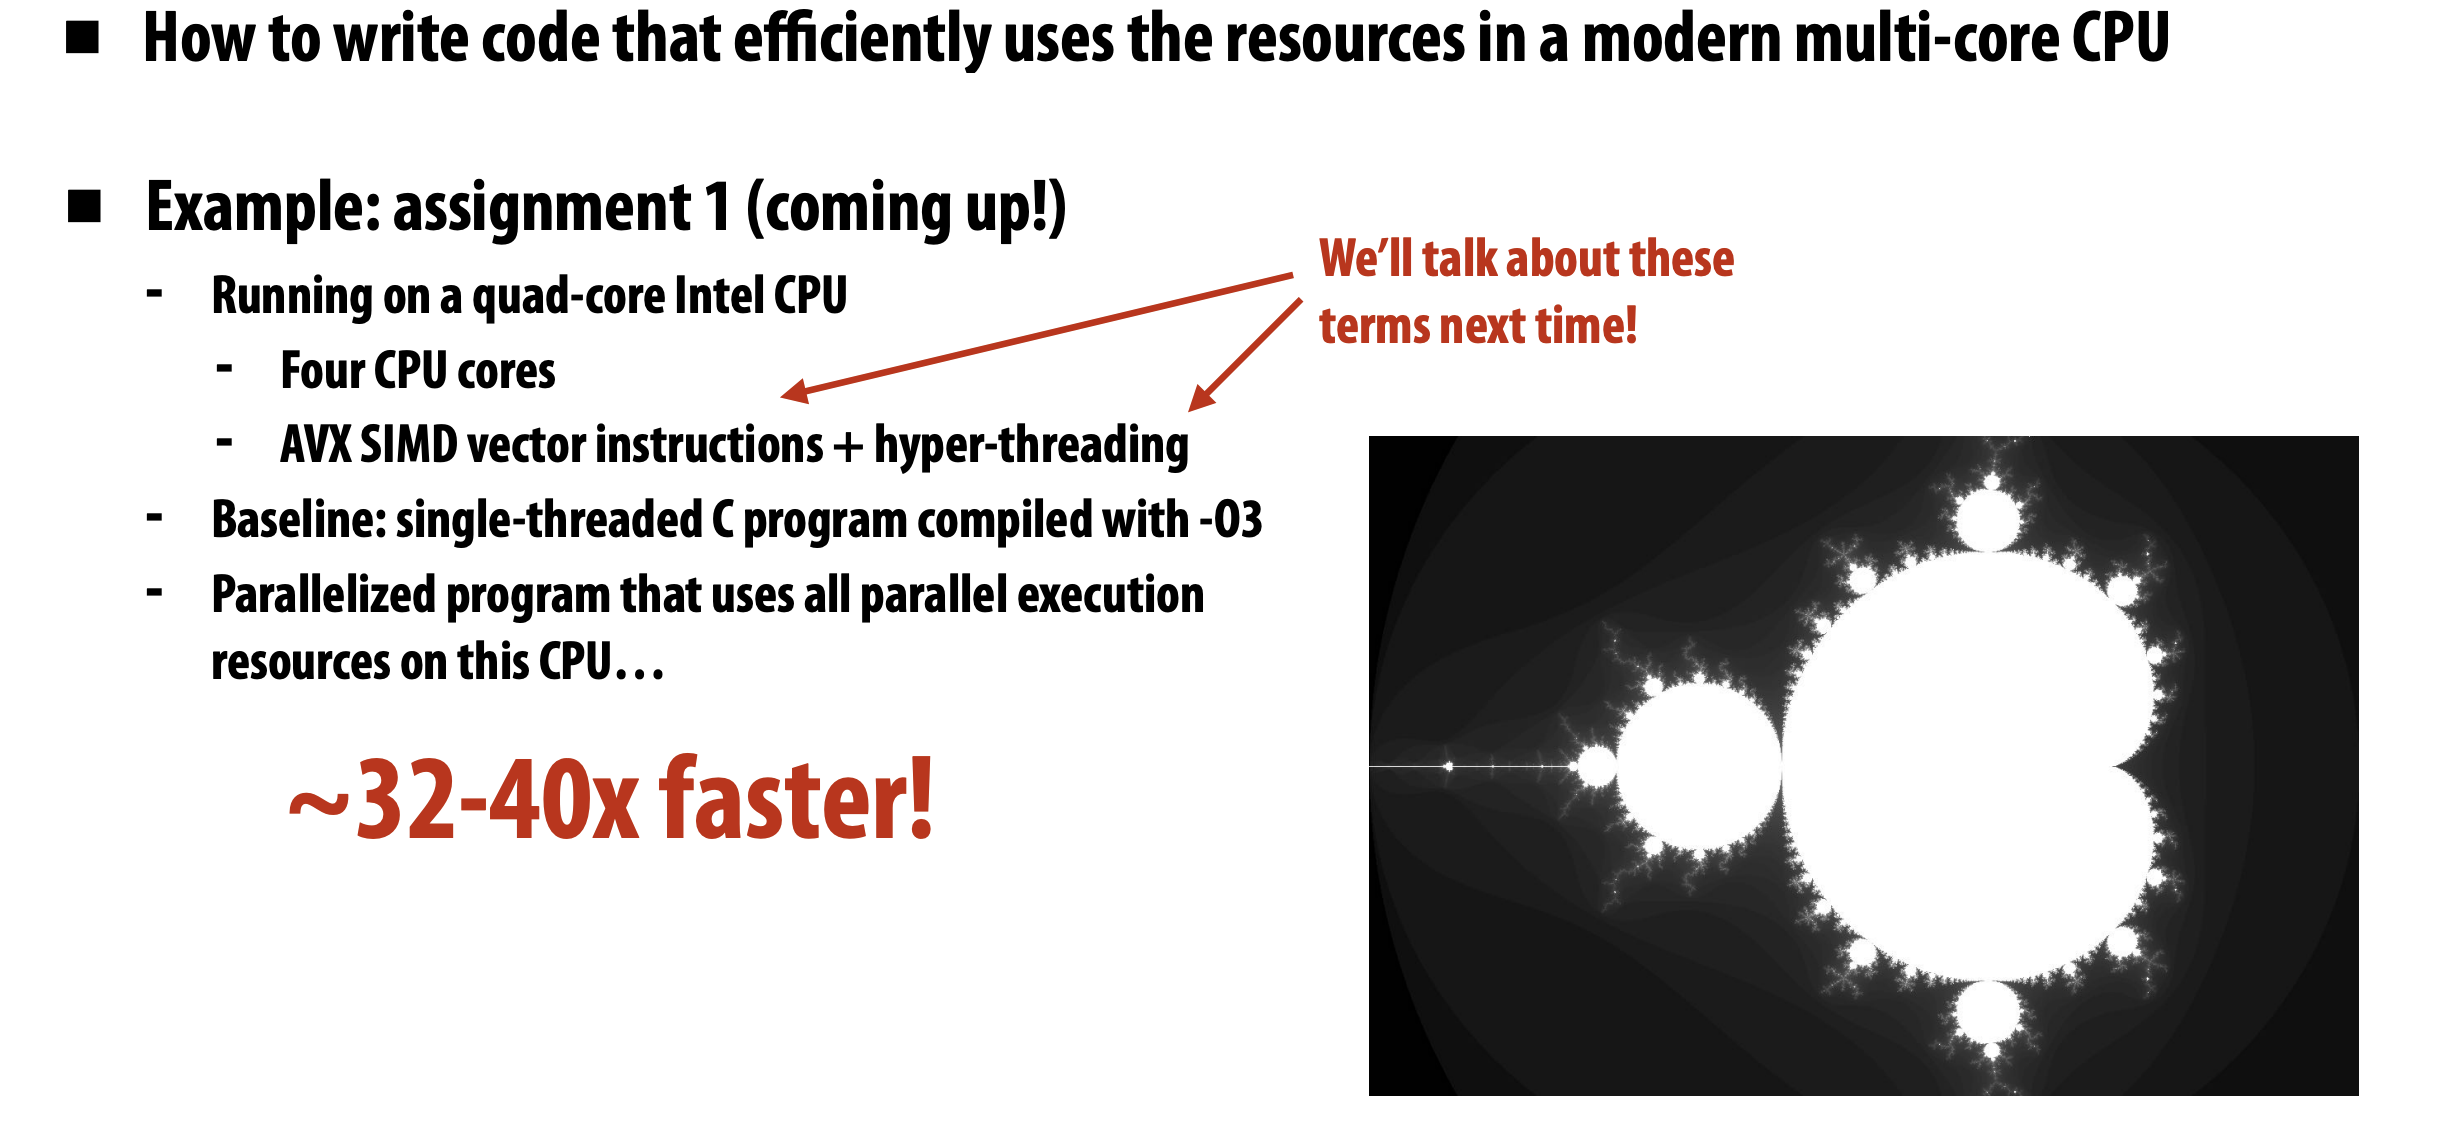 ■ How to write code that efficiently uses the resources in a modern multi-core CPU
■ Example: assignment 1 (coming up!)
- Running on a quad-core Intel CPU
- Four CPU cores
- AVX SIMD vector instructions + hyper-threading
- Baseline: single-threaded C program compiled with -O3
- Parallelized program that uses all parallel execution
resources on this CPU…
~32-40x faster!
We’ll talk about these
terms next time!